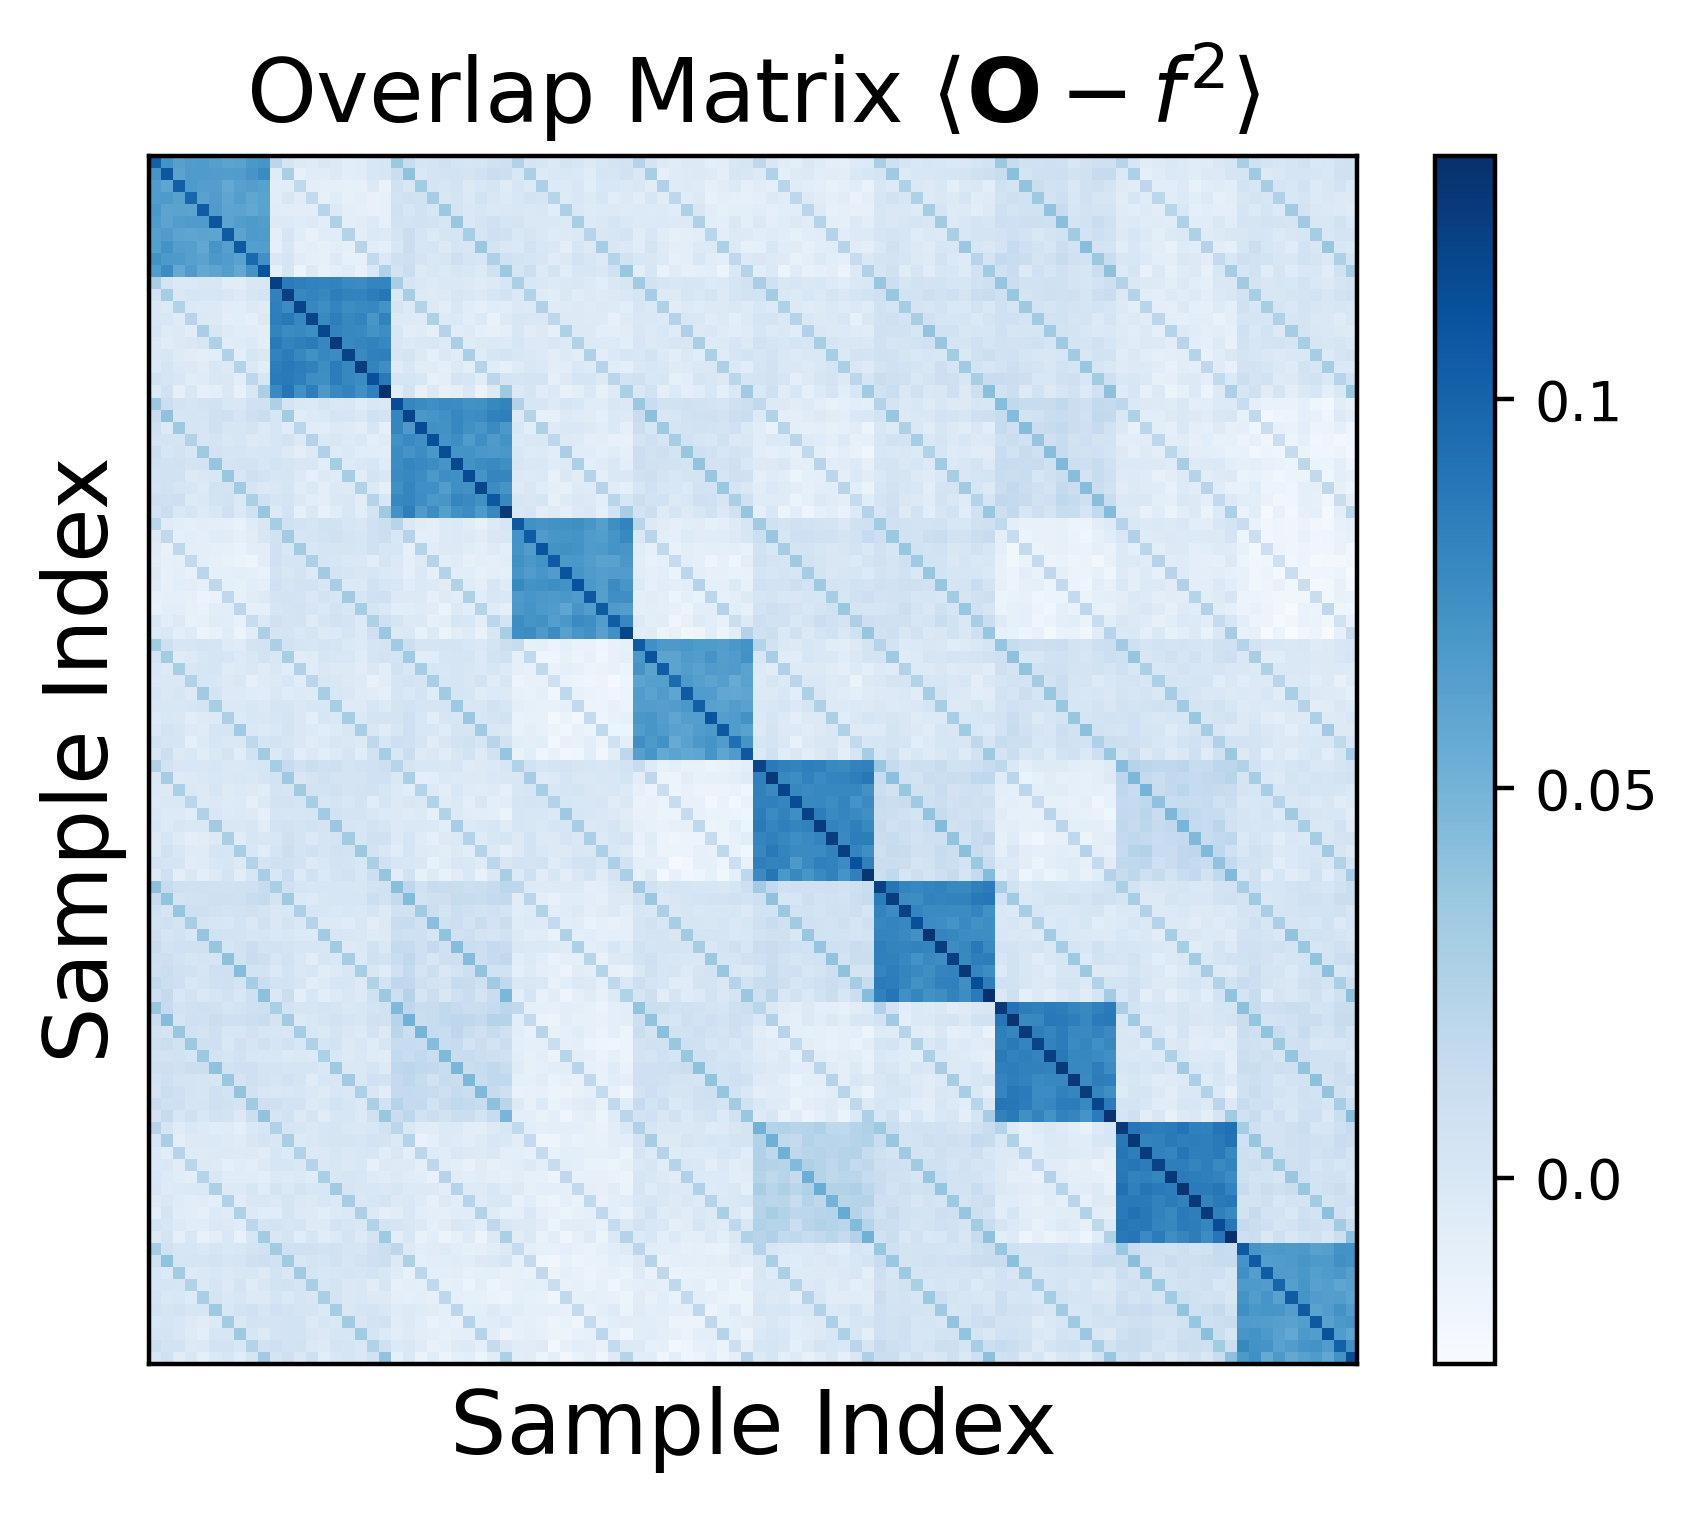 Overlap Matrix ⟨𝐎 − f²⟩
Sample Index
0.1
0.05
0.0
Sample Index